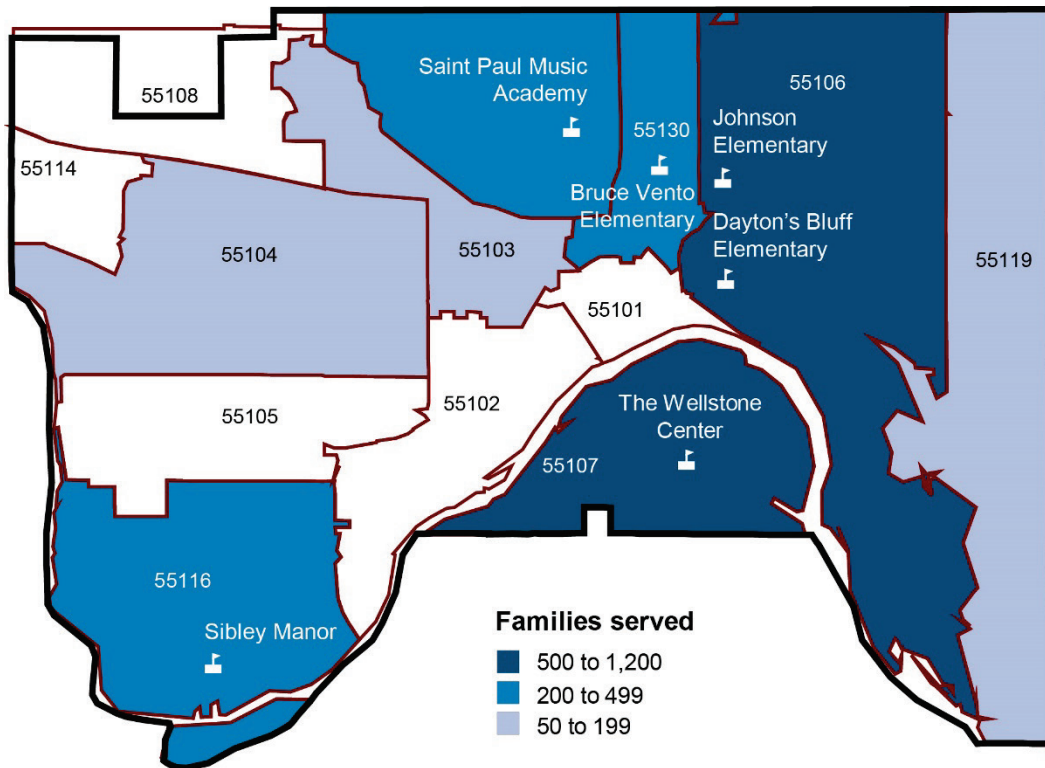 Saint Paul Music
Academy
55106
55108
55130
Johnson
Elementary
55114
Bruce Vento
Elementary
Dayton's Bluff
Elementary
55104
55103
55119
55101
55105
55102
The Wellstone
Center
55107
55116
Sibley Manor
Families served
500 to 1,200
200 to 499
50 to 199